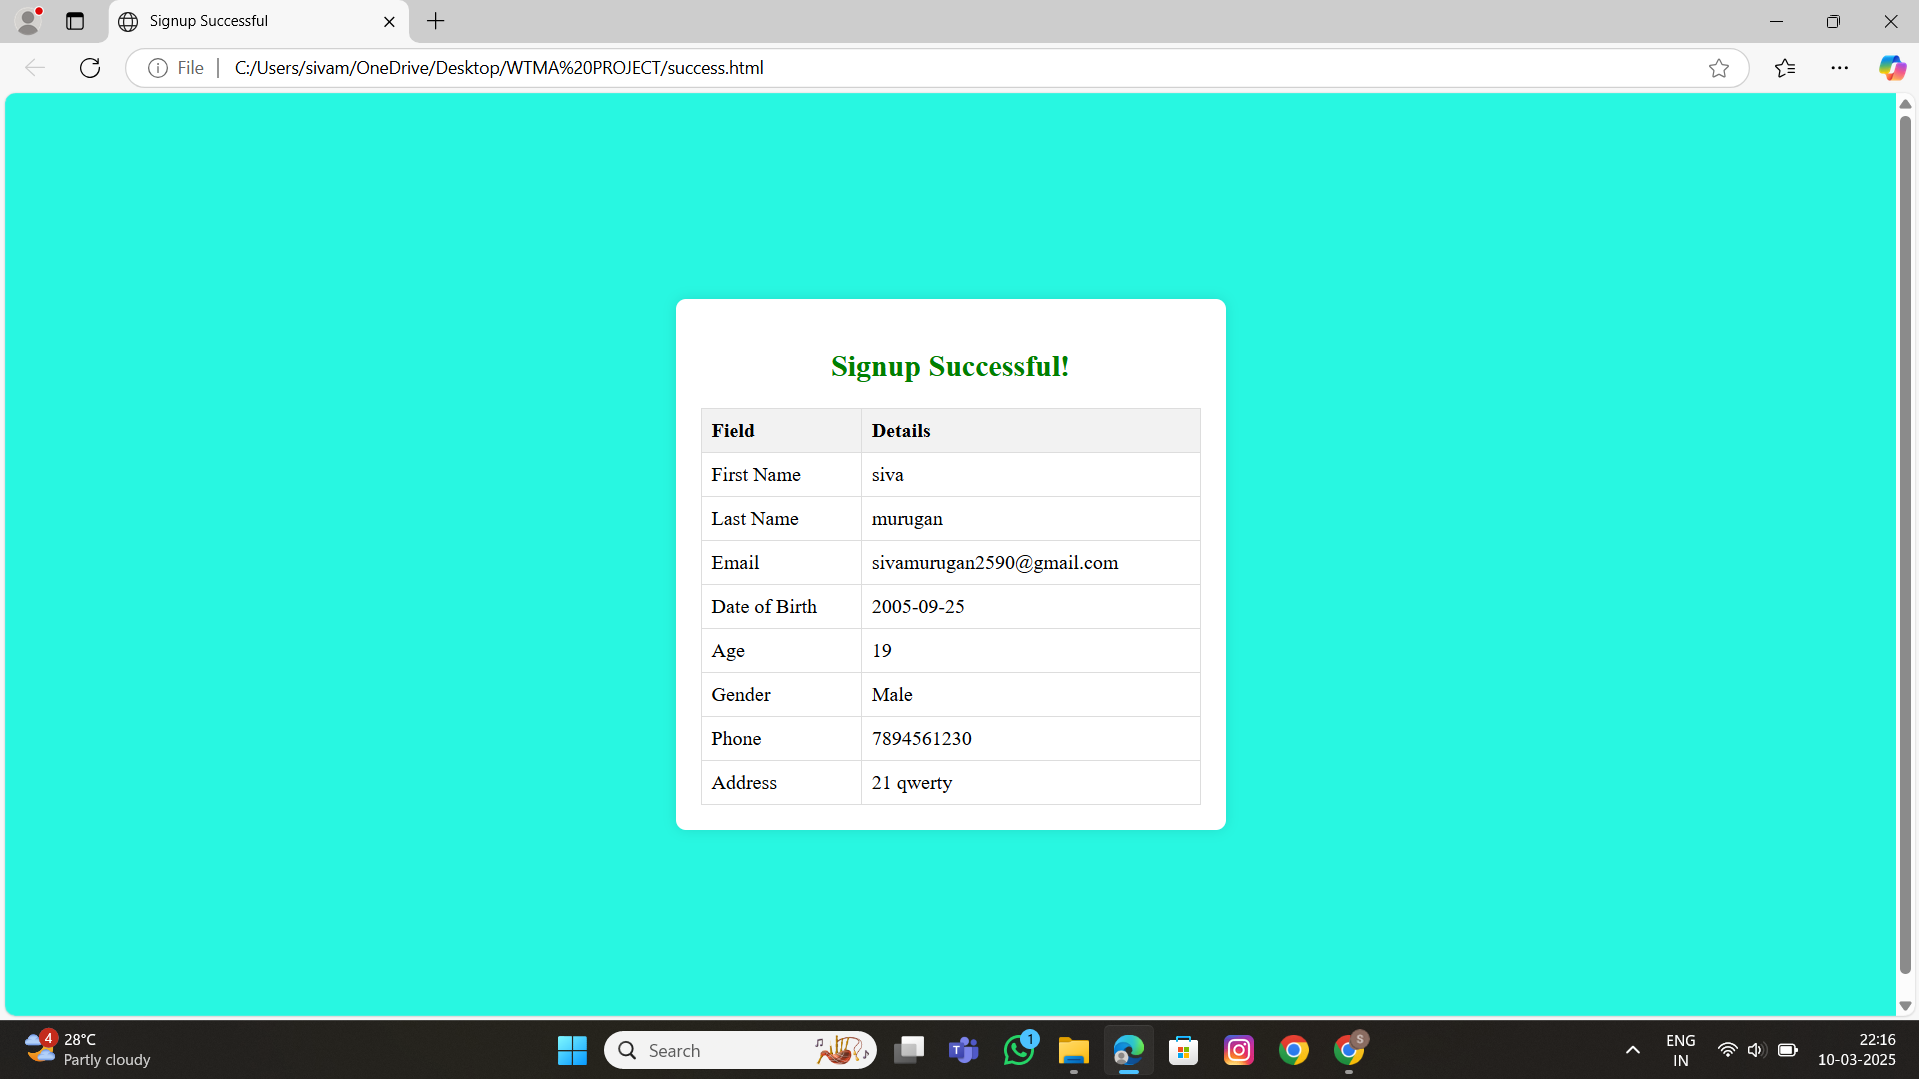 Signup Successful
File
C:/Users/sivam/OneDrive/Desktop/WTMA%20PROJECT/success.html
Signup Successful!
Field Details
First Name siva
Last Name murugan
Email sivamurugan2590@gmail.com
Date of Birth 2005-09-25
Age 19
Gender Male
Phone 7894561230
Address 21 qwerty
4
28°C
Partly cloudy
Search
T
1
S
ENG
IN
22:16
10-03-2025